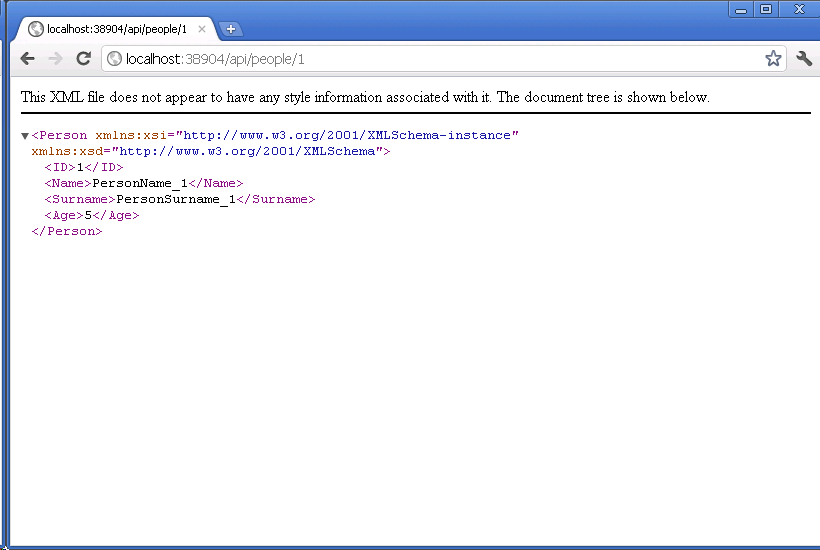 localhost:38904/api/people/1
localhost:38904/api/people/1
This XML file does not appear to have any style information associated with it. The document tree is shown below.
<Person xmlns:xsi="http://www.w3.org/2001/XMLSchema-instance"
xmlns:xsd="http://www.w3.org/2001/XMLSchema">
<ID>1</ID>
<Name>PersonName_1</Name>
<Surname>PersonSurname_1</Surname>
<Age>5</Age>
</Person>